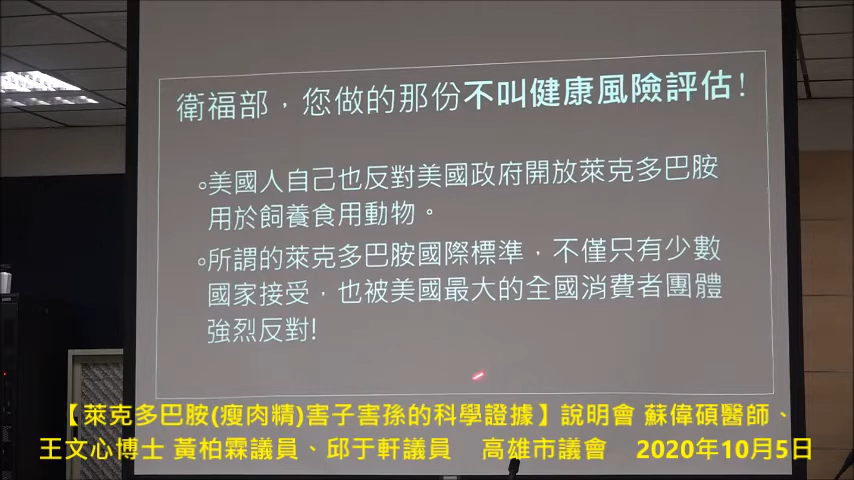 衛福部，您做的那份不叫健康風險評估！
美國人自己也反對美國政府開放萊克多巴胺
用於飼養食用動物。
所謂的萊克多巴胺國際標準，不僅只有少數
國家接受，也被美國最大的全國消費者團體
強烈反對!
【萊克多巴胺(瘦肉精)害子害孫的科學證據】說明會 蘇偉碩醫師、
王文心博士 黃柏霖議員、邱于軒議員 高雄市議會 2020年10月5日